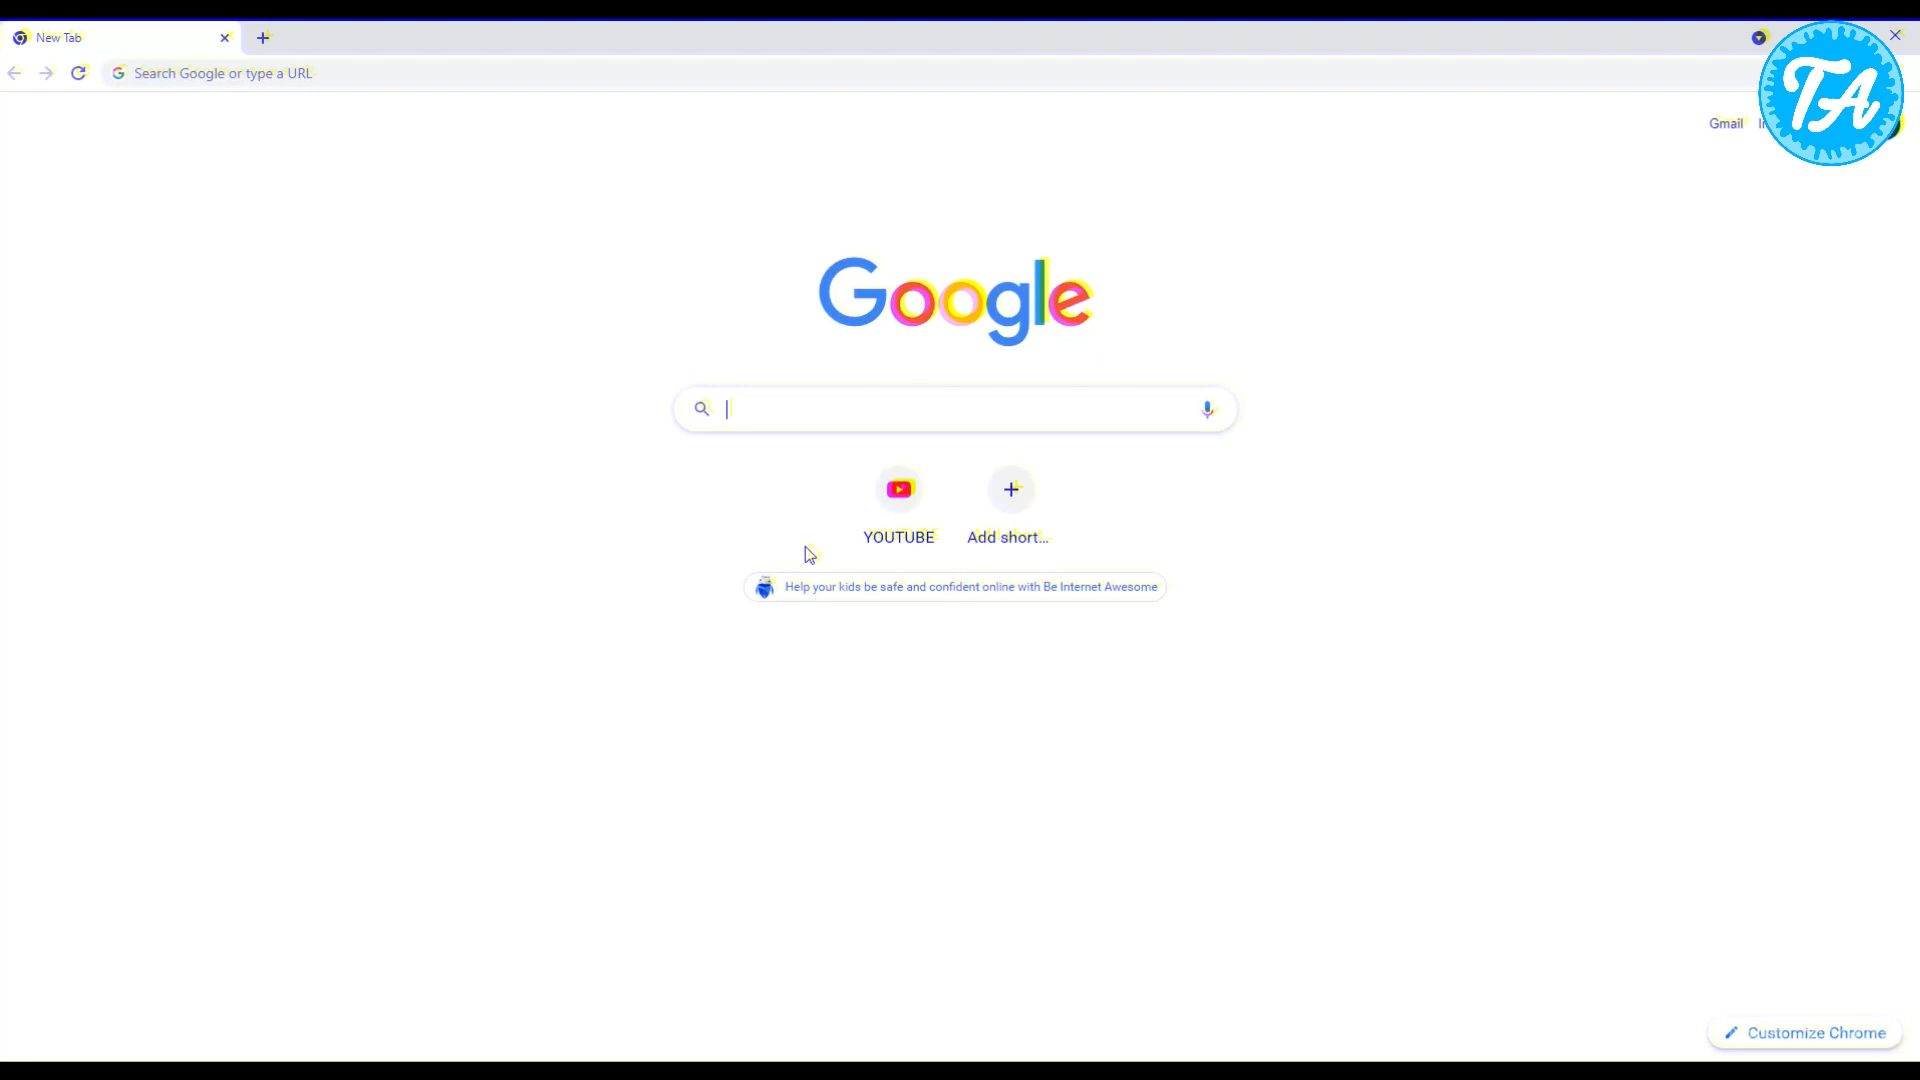 New Tab
Search Google or type a URL
TA
Gmail
Google
YOUTUBE
Add short...
Help your kids be safe and confident online with Be Internet Awesome
Customize Chrome